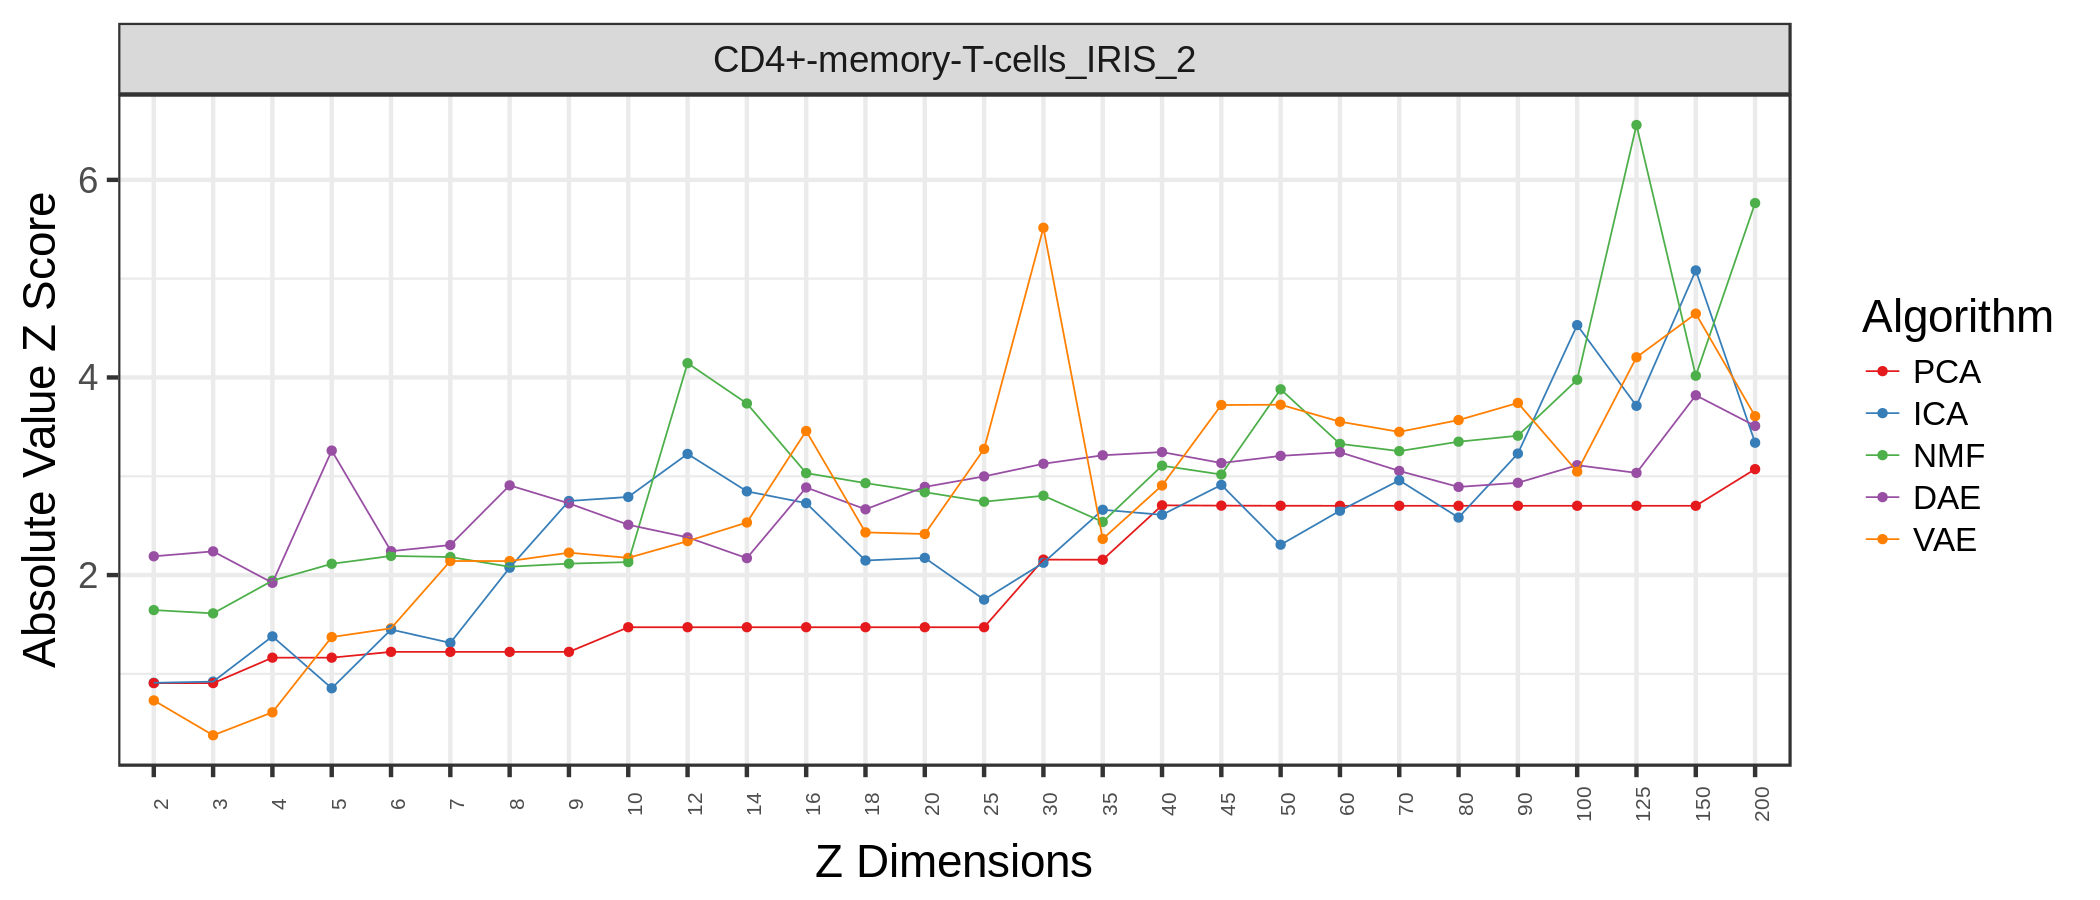 CD4+-memory-T-cells_IRIS_2
Absolute Value Z Score
6
4
2
2 3 4 5 6 7 8 9 10 12 14 16 18 20 25 30 35 40 45 50 60 70 80 90 100 125 150 200
Z Dimensions
Algorithm
PCA
ICA
NMF
DAE
VAE